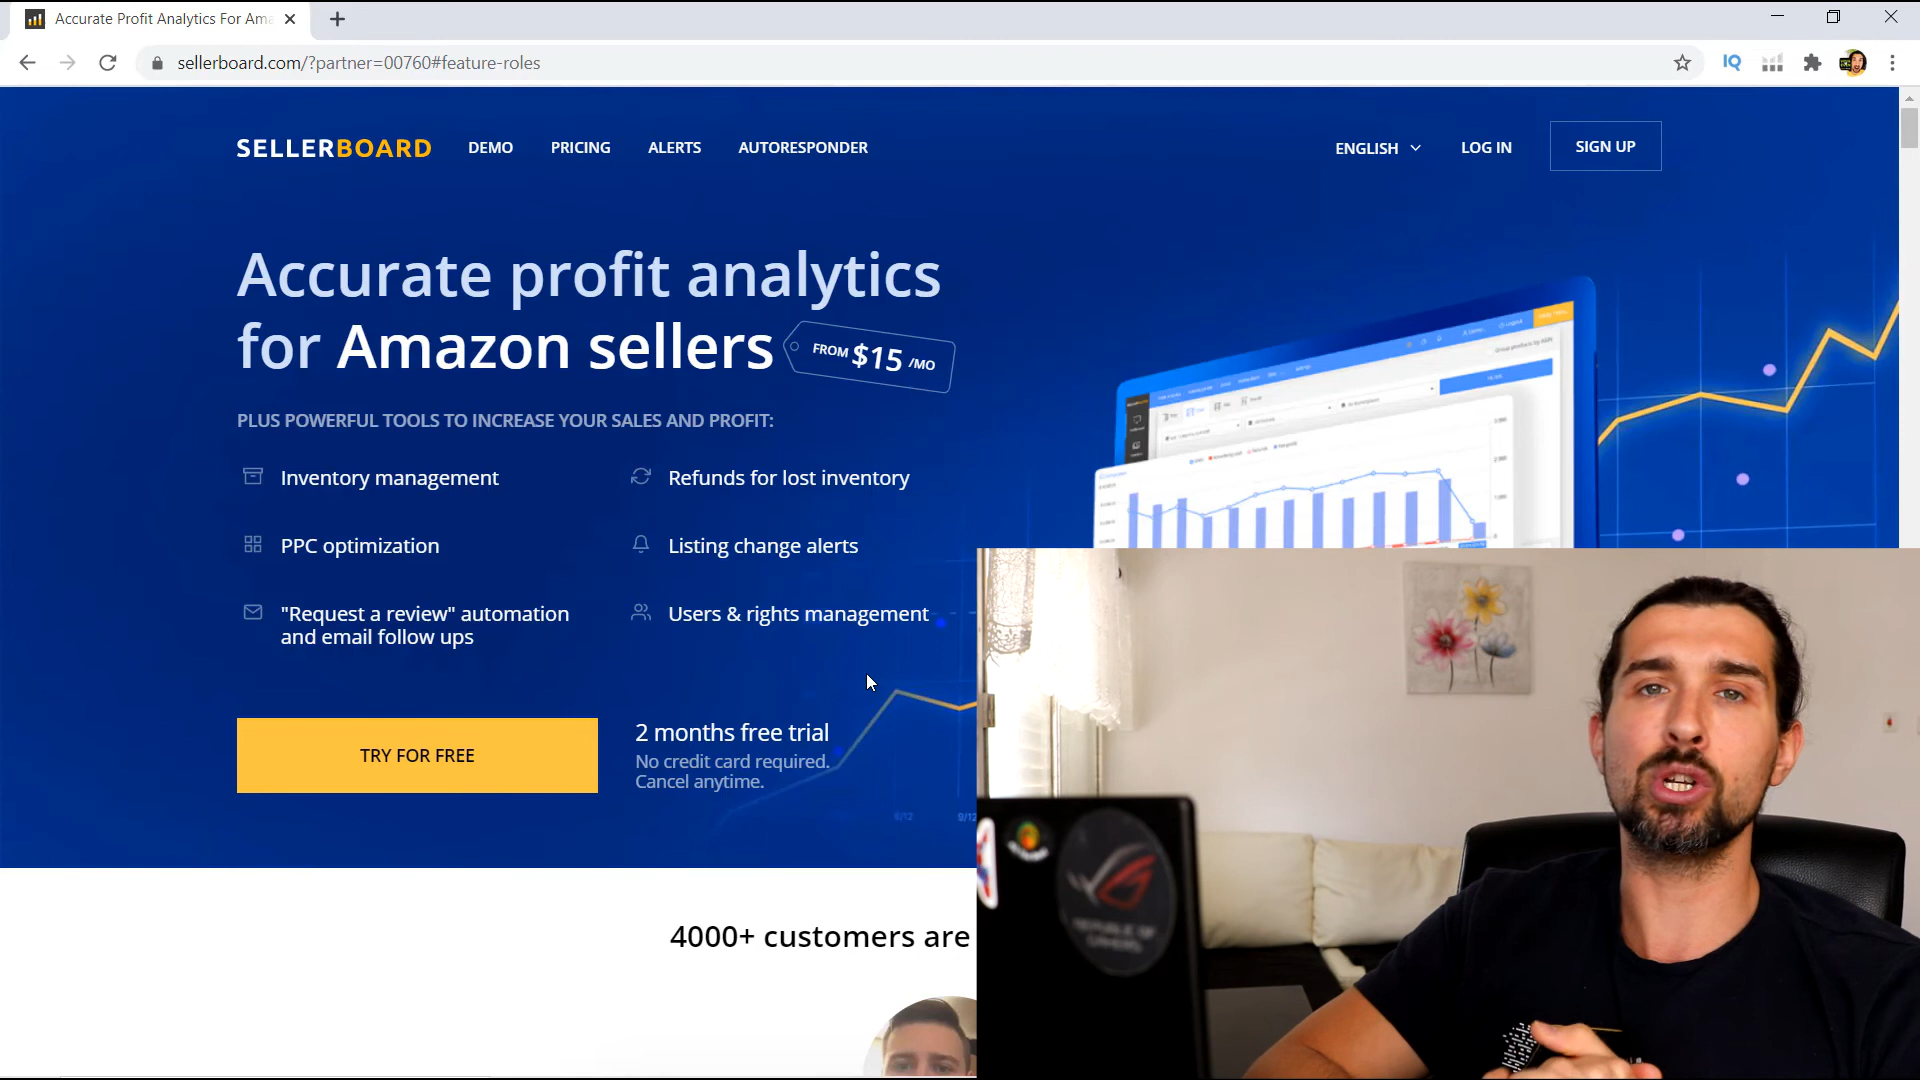 Accurate Profit Analytics For Ama
sellerboard.com/?partner=00760#feature-roles
IQ
SELLERBOARD
DEMO
PRICING
ALERTS
AUTORESPONDER
ENGLISH
LOG IN
SIGN UP
Accurate profit analytics
for Amazon sellers
FROM $15 /MO
PLUS POWERFUL TOOLS TO INCREASE YOUR SALES AND PROFIT:
Inventory management
Refunds for lost inventory
PPC optimization
Listing change alerts
"Request a review" automation
and email follow ups
Users & rights management
TRY FOR FREE
2 months free trial
No credit card required.
Cancel anytime.
4000+ customers are
REPUBLIC OF
GAMERS